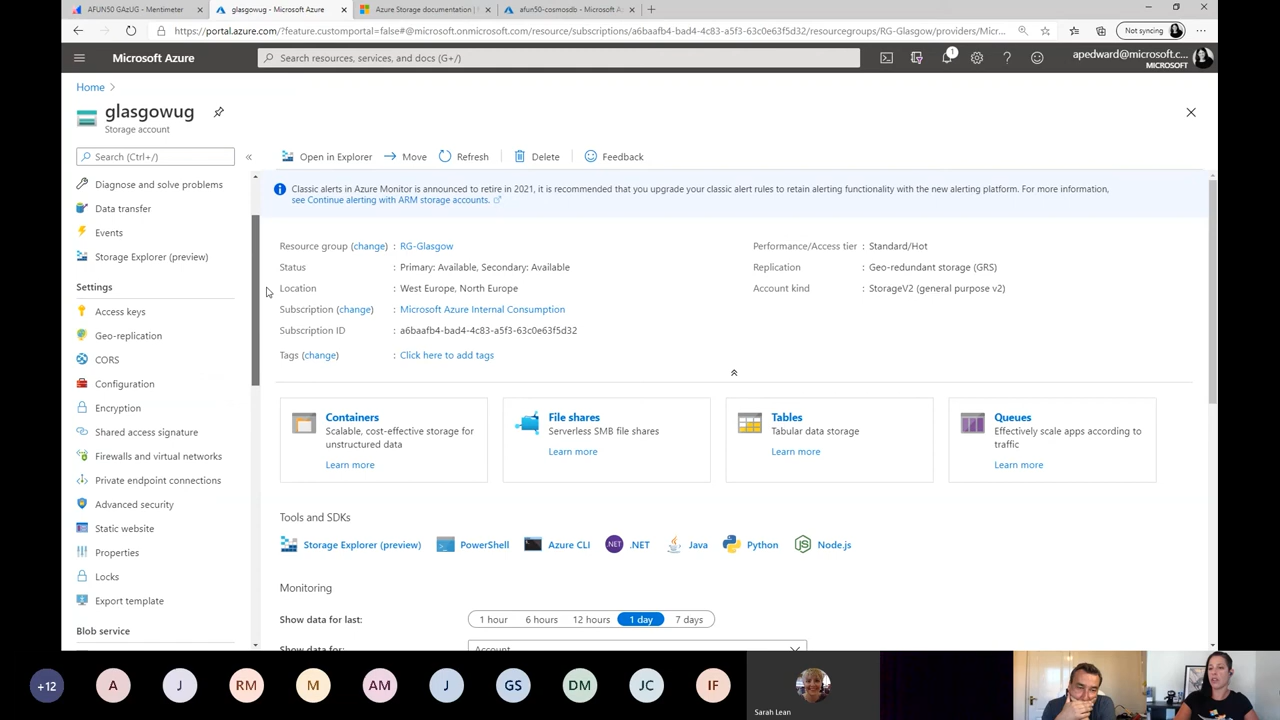 AFUN50 GAzUG - Mentimeter
glasgowug - Microsoft Azure
Azure Storage documentation |
afun50-cosmosdb - Microsoft A
https://portal.azure.com/?feature.customportal=false#@microsoft.onmicrosoft.com/resource/subscriptions/a6baafb4-bad4-4c83-a5f3-63c0e63f5d32/resourcegroups/RG-Glasgow/providers/Micr...
Not syncing
Microsoft Azure
Search resources, services, and docs (G+/)
1
apedward@microsoft.c...
MICROSOFT
Home
glasgowug
Storage account
Search (Ctrl+/)
Open in Explorer
Move
Refresh
Delete
Feedback
Diagnose and solve problems
Data transfer
Events
Storage Explorer (preview)
Settings
Access keys
Geo-replication
CORS
Configuration
Encryption
Shared access signature
Firewalls and virtual networks
Private endpoint connections
Advanced security
Static website
Properties
Locks
Export template
Blob service
Classic alerts in Azure Monitor is announced to retire in 2021, it is recommended that you upgrade your classic alert rules to retain alerting functionality with the new alerting platform. For more information,
see Continue alerting with ARM storage accounts.
Resource group (change) : RG-Glasgow
Status : Primary: Available, Secondary: Available
Location : West Europe, North Europe
Subscription (change) : Microsoft Azure Internal Consumption
Subscription ID : a6baafb4-bad4-4c83-a5f3-63c0e63f5d32
Tags (change) : Click here to add tags
Performance/Access tier : Standard/Hot
Replication : Geo-redundant storage (GRS)
Account kind : StorageV2 (general purpose v2)
Containers
Scalable, cost-effective storage for
unstructured data
Learn more
File shares
Serverless SMB file shares
Learn more
Tables
Tabular data storage
Learn more
Queues
Effectively scale apps according to
traffic
Learn more
Tools and SDKs
Storage Explorer (preview)
PowerShell
Azure CLI
.NET
Java
Python
Node.js
Monitoring
Show data for last:
1 hour
6 hours
12 hours
1 day
7 days
Show data for:
Account
+12
A
J
RM
M
AM
J
GS
DM
JC
IF
Sarah Lean